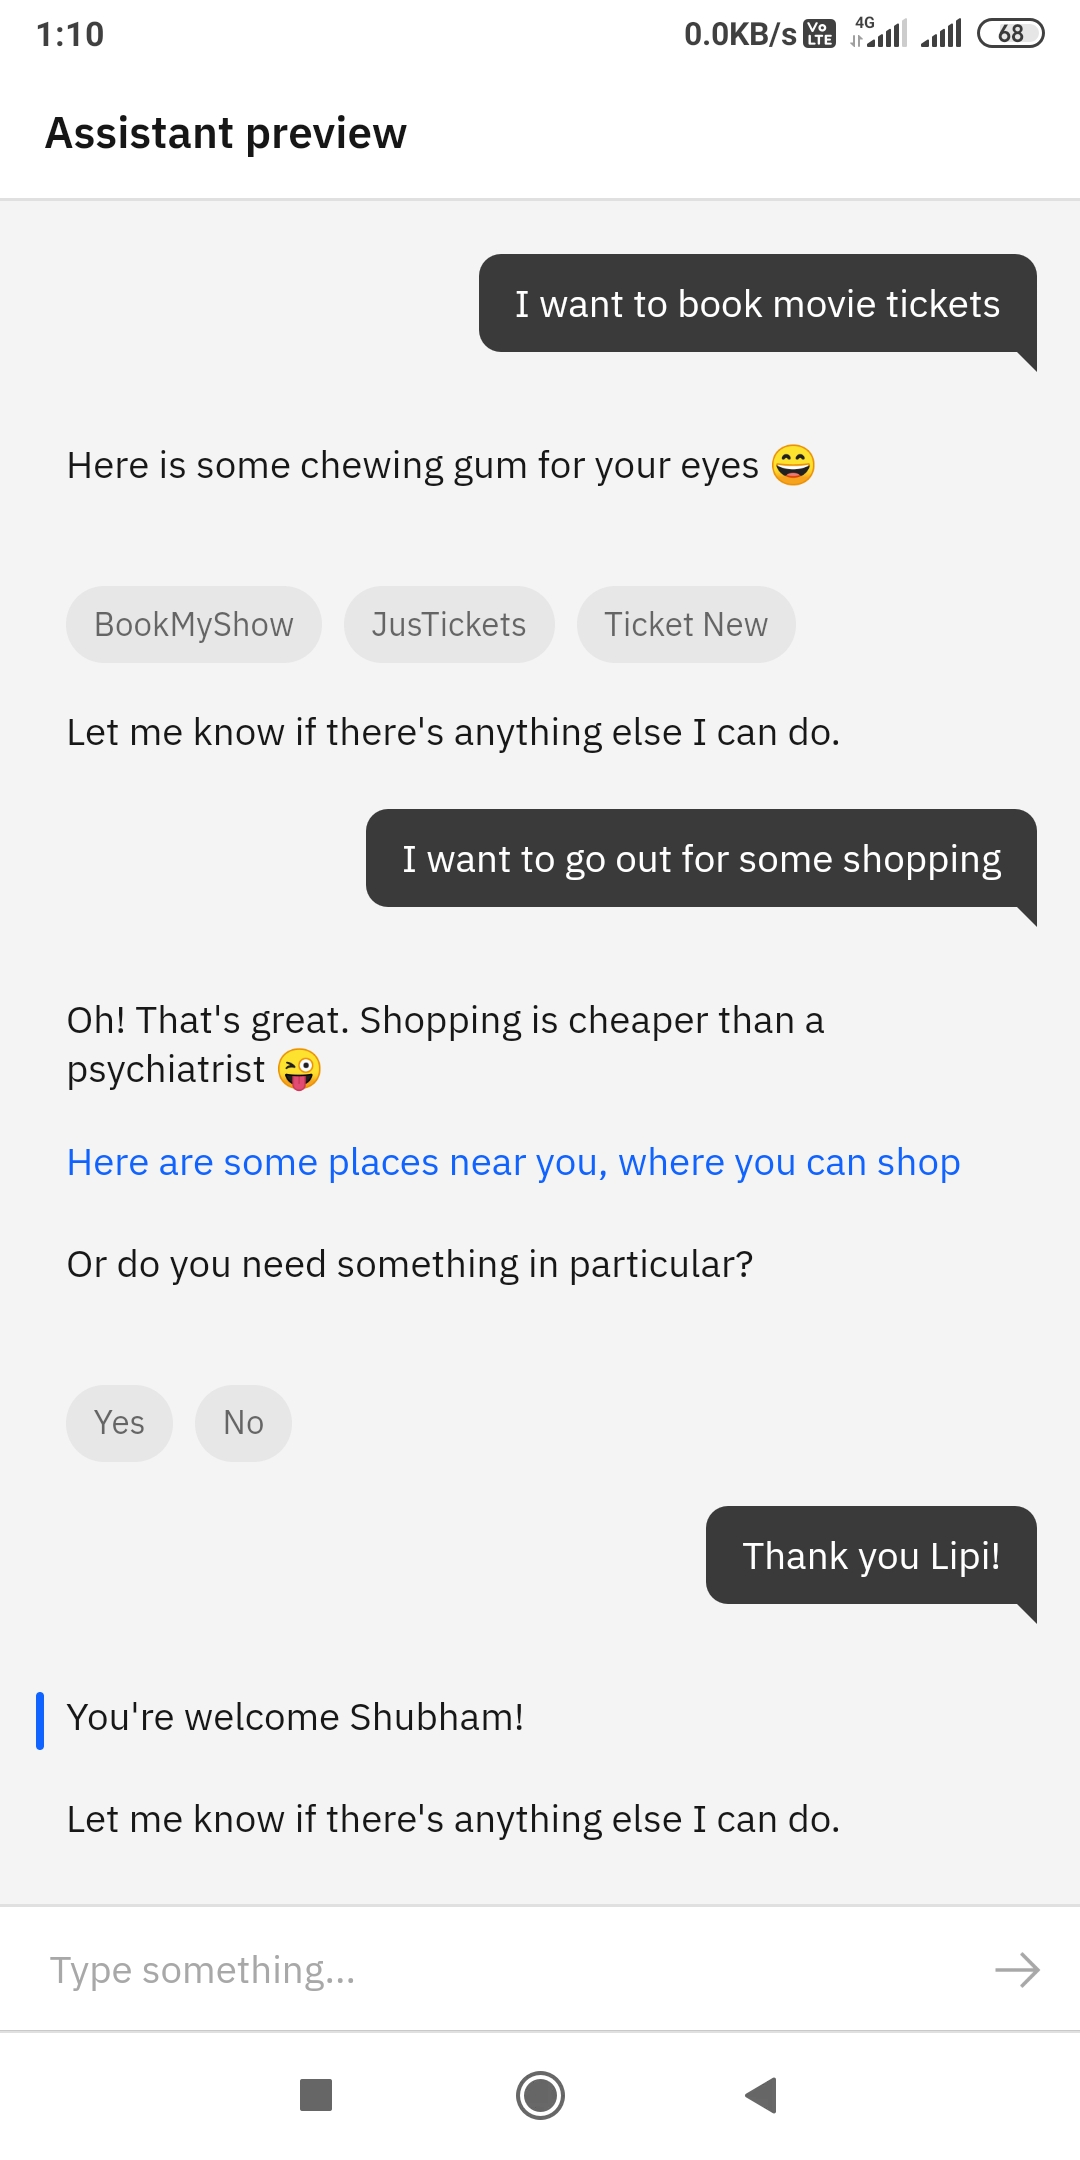 1:10 0.0KB/s Vo LTE 4G 68
Assistant preview
I want to book movie tickets
Here is some chewing gum for your eyes 😄
BookMyShow JusTickets Ticket New
Let me know if there's anything else I can do.
I want to go out for some shopping
Oh! That's great. Shopping is cheaper than a
psychiatrist 😜
Here are some places near you, where you can shop
Or do you need something in particular?
Yes No
Thank you Lipi!
You're welcome Shubham!
Let me know if there's anything else I can do.
Type something...